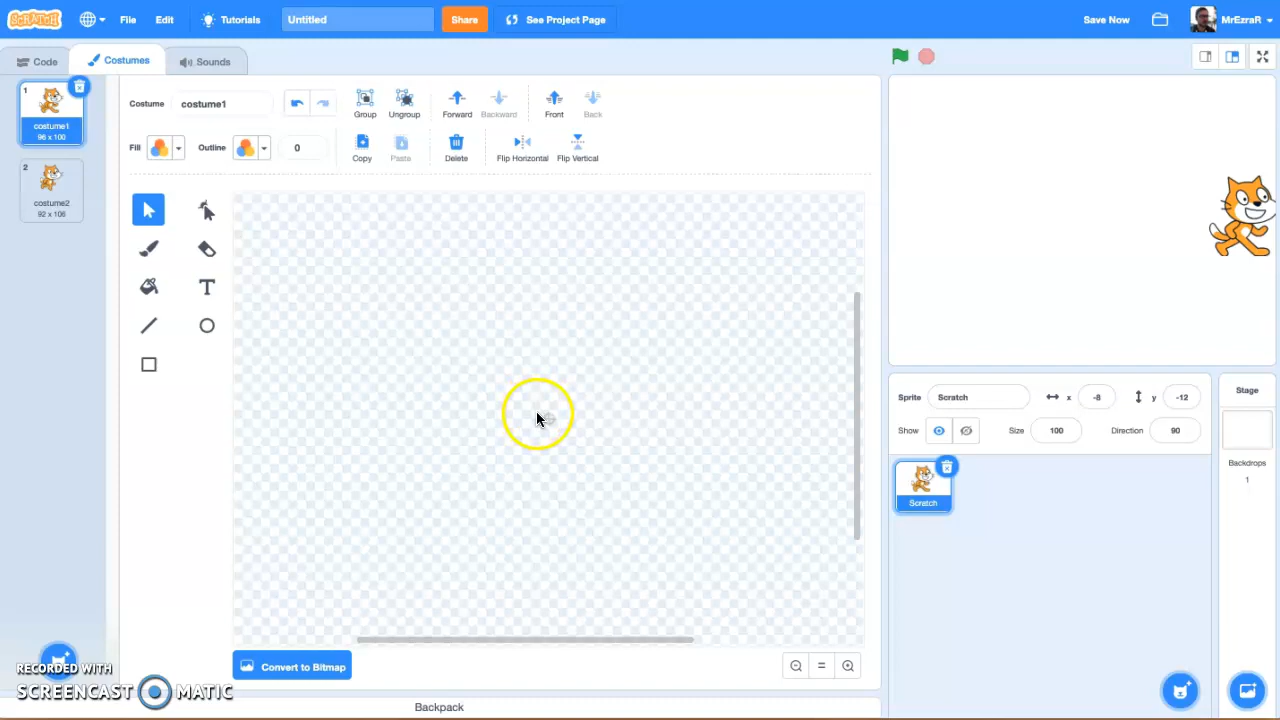 SCRATCH File Edit Tutorials Untitled Share See Project Page Save Now MrEzraR
Code Costumes Sounds
1
costume1
96 x 100
2
costume2
92 x 106
Costume costume1
Group Ungroup Forward Backward Front Back
Fill Outline 0
Copy Paste Delete Flip Horizontal Flip Vertical
T
Convert to Bitmap
Backpack
Sprite Scratch x -8 y -12
Show Size 100 Direction 90
Scratch
Stage
Backdrops
1
RECORDED WITH
SCREENCAST MATIC